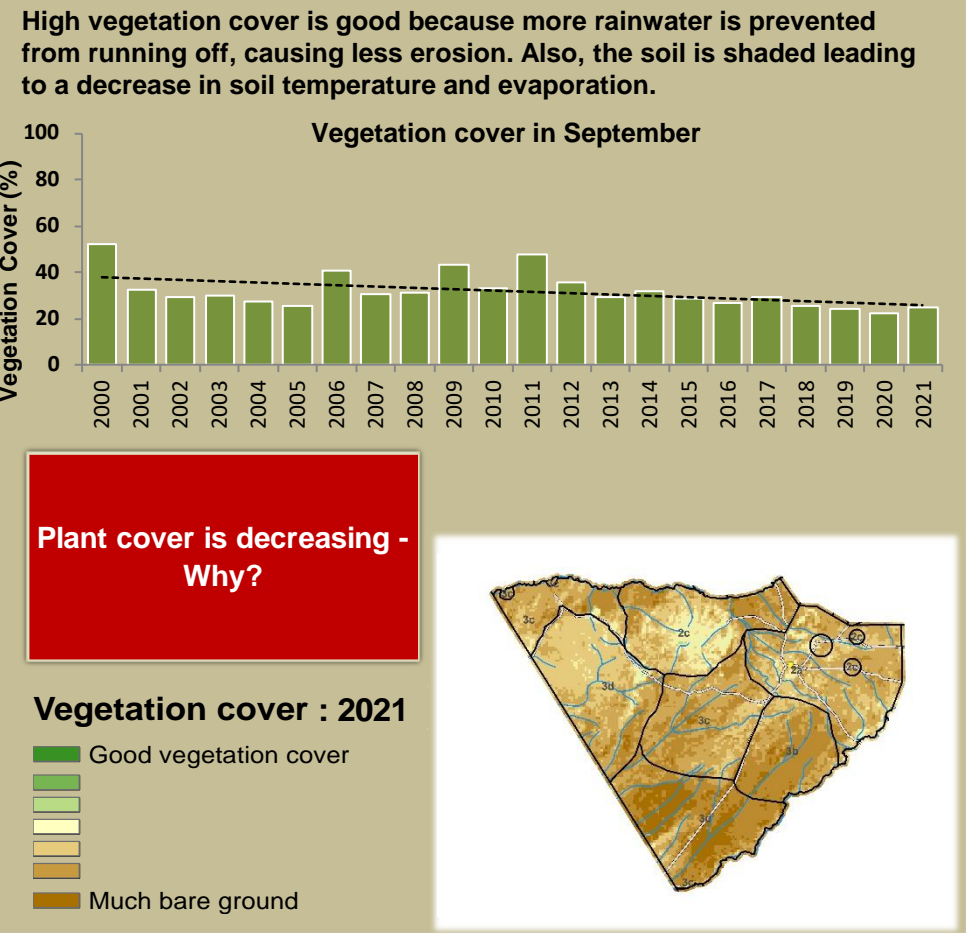 High vegetation cover is good because more rainwater is prevented
from running off, causing less erosion. Also, the soil is shaded leading
to a decrease in soil temperature and evaporation.
Vegetation cover in September
Vegetation Cover (%)
100
80
60
40
20
0
2000 2001 2002 2003 2004 2005 2006 2007 2008 2009 2010 2011 2012 2013 2014 2015 2016 2017 2018 2019 2020 2021
Plant cover is decreasing -
Why?
Vegetation cover : 2021
Good vegetation cover
Much bare ground
3c
2c
2c
2c
3d
3c
3b
3c